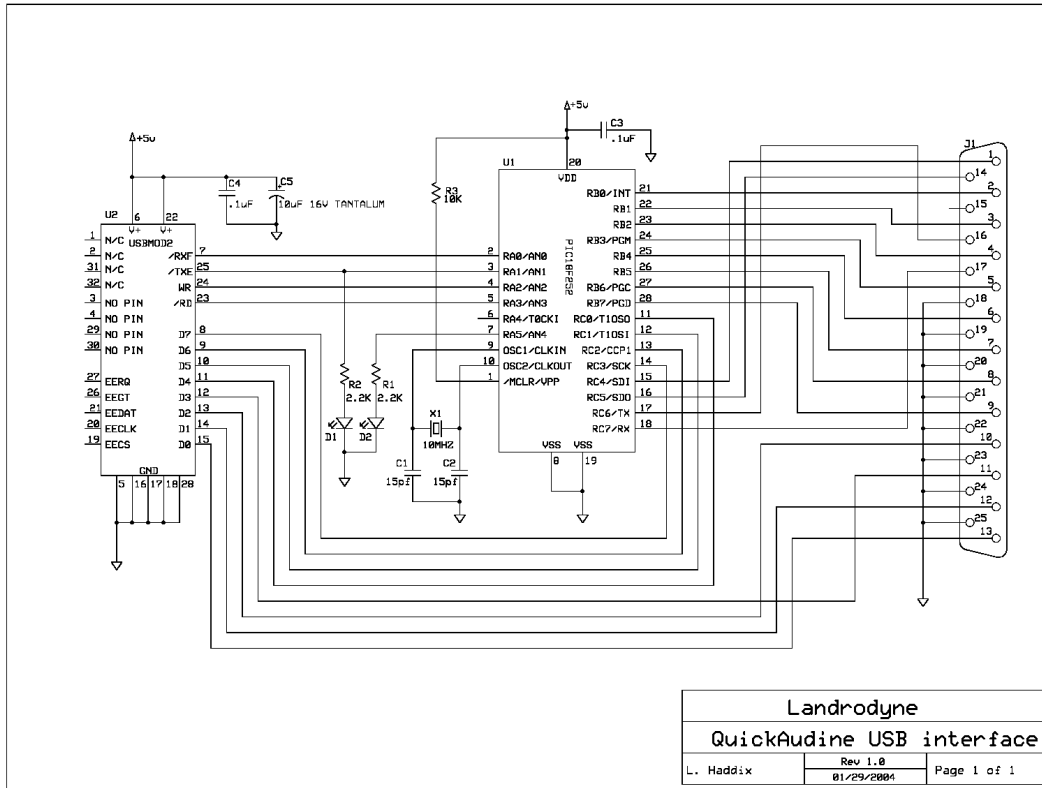 +5v
C3
.1uF
J1
+5v
C4
.1uF
C5
10uF 16V TANTALUM
U1
20
VDD
R3
10K
PIC18F252
RB0/INT 21
RB1 22
RB2 23
RB3/PGM 24
RB4 25
RB5 26
RB6/PGC 27
RB7/PGD 28
RC0/T1OSO 11
RC1/T1OSI 12
RC2/CCP1 13
RC3/SCK 14
RC4/SDI 15
RC5/SDO 16
RC6/TX 17
RC7/RX 18
2 RA0/AN0
3 RA1/AN1
4 RA2/AN2
5 RA3/AN3
6 RA4/T0CKI
7 RA5/AN4
9 OSC1/CLKIN
10 OSC2/CLKOUT
1 /MCLR/VPP
VSS VSS
8 19
U2
6 22
V+ V+
USBMOD2
1 N/C
2 N/C
31 N/C
32 N/C
3 NO PIN
4 NO PIN
29 NO PIN
30 NO PIN
27 EERQ
26 EEGT
21 EEDAT
20 EECLK
19 EECS
/RXF 7
/TXE 25
WR 24
/RD 23
D7 8
D6 9
D5 10
D4 11
D3 12
D2 13
D1 14
D0 15
GND
5 16 17 18 28
R2
2.2K
R1
2.2K
D1
D2
X1
10MHZ
C1
15pf
C2
15pf
1
14
2
15
3
16
4
17
5
18
6
19
7
20
8
21
9
22
10
23
11
24
12
25
13
Landrodyne
QuickAudine USB interface
L. Haddix
Rev 1.0
01/29/2004
Page 1 of 1